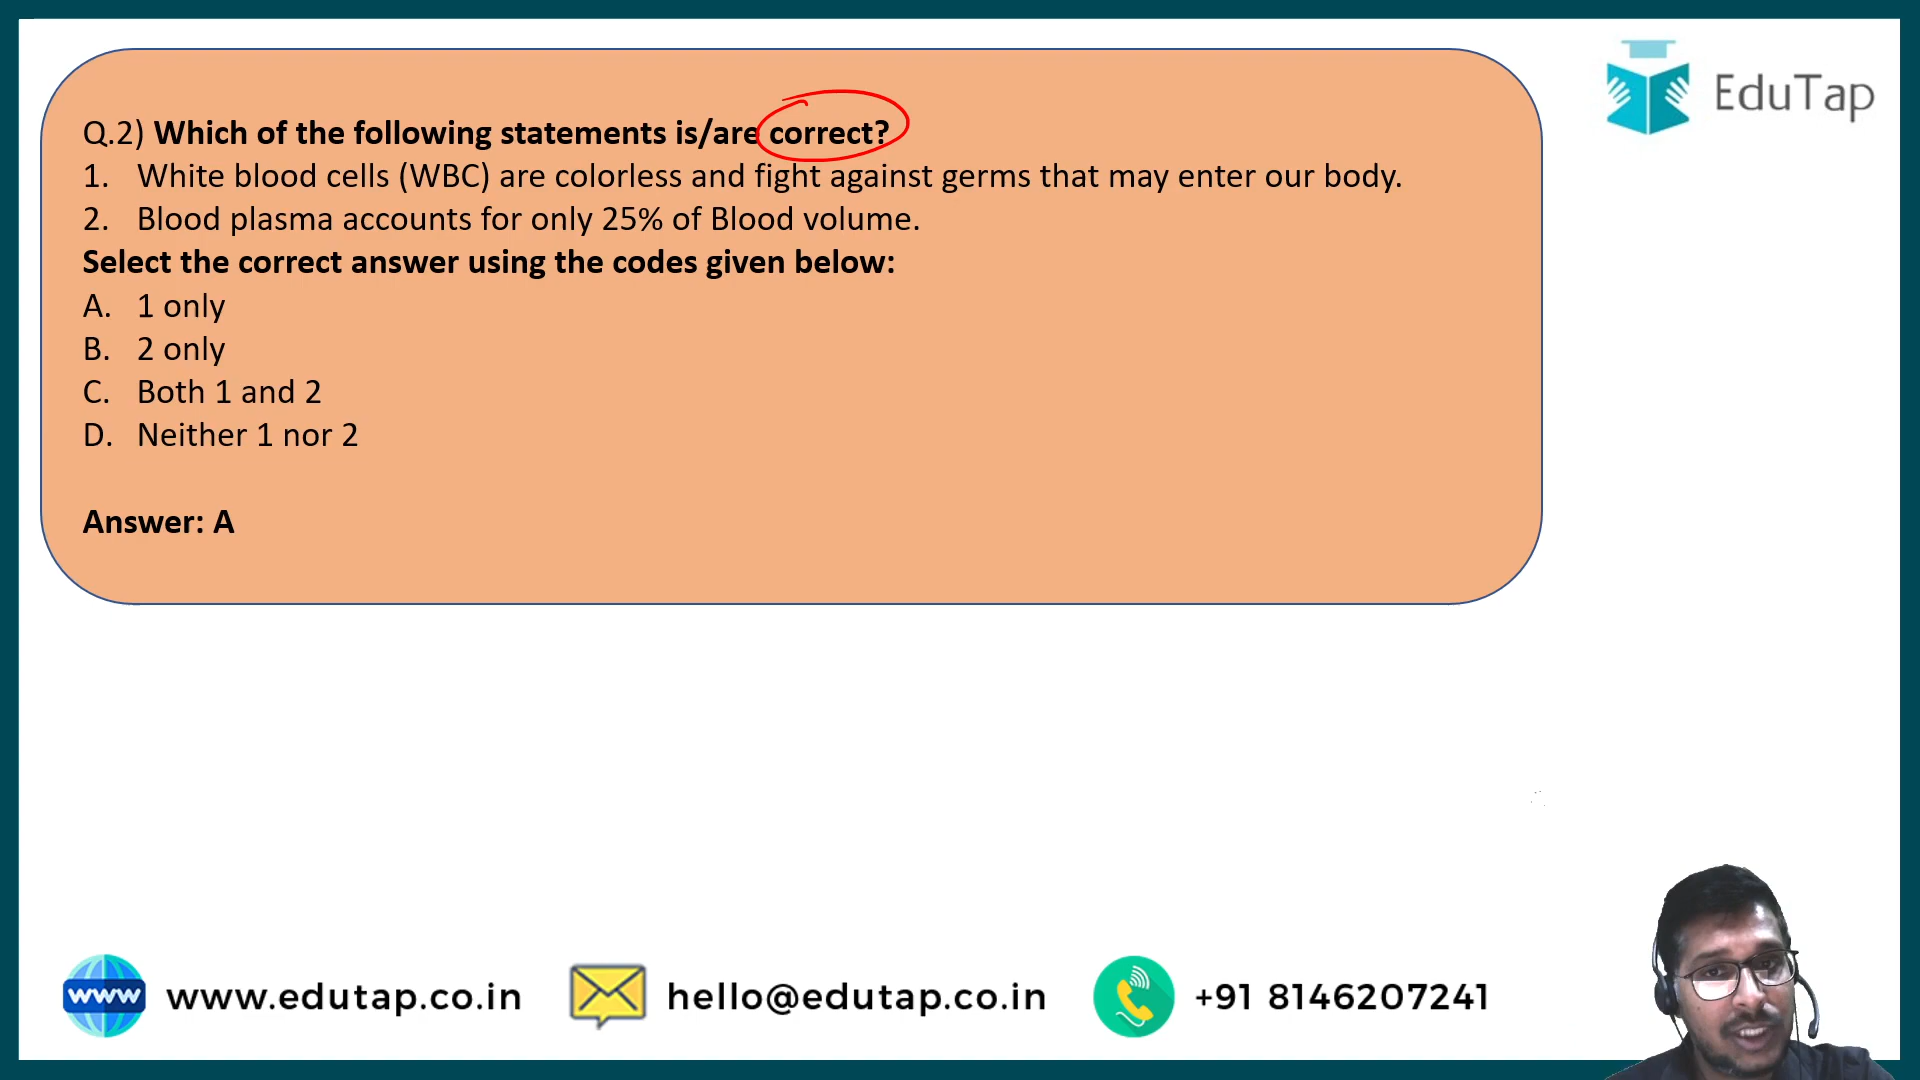 EduTap
Q.2) Which of the following statements is/are correct?
1. White blood cells (WBC) are colorless and fight against germs that may enter our body.
2. Blood plasma accounts for only 25% of Blood volume.
Select the correct answer using the codes given below:
A. 1 only
B. 2 only
C. Both 1 and 2
D. Neither 1 nor 2
Answer: A
www www.edutap.co.in hello@edutap.co.in +91 8146207241